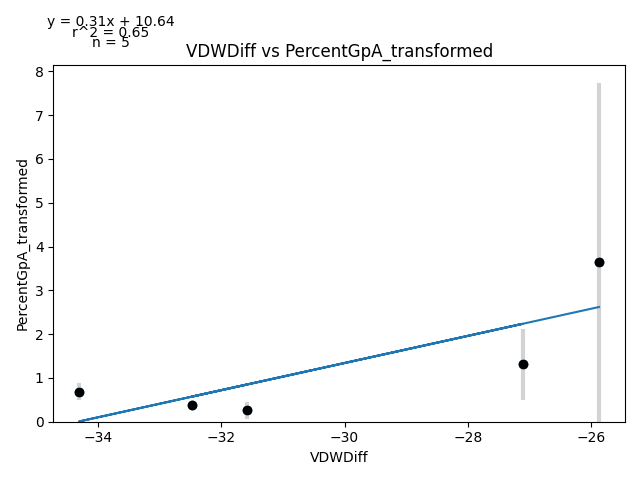 y = 0.31x + 10.64
r^2 = 0.65
n = 5
VDWDiff vs PercentGpA_transformed
8
7
6
5
4
3
2
1
0
PercentGpA_transformed
−34 −32 −30 −28 −26
VDWDiff